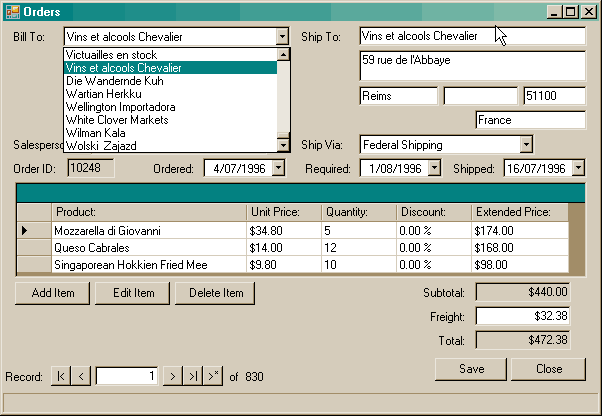 Orders
Bill To: Vins et alcools Chevalier Ship To: Vins et alcools Chevalier
Victuailles en stock
Vins et alcools Chevalier
Die Wandernde Kuh
Wartian Herkku
Wellington Importadora
White Clover Markets
Wilman Kala
Wolski Zajazd
59 rue de l'Abbaye
Reims 51100
France
Salesperso Ship Via: Federal Shipping
Order ID: 10248 Ordered: 4/07/1996 Required: 1/08/1996 Shipped: 16/07/1996
Product: Unit Price: Quantity: Discount: Extended Price:
Mozzarella di Giovanni $34.80 5 0.00 % $174.00
Queso Cabrales $14.00 12 0.00 % $168.00
Singaporean Hokkien Fried Mee $9.80 10 0.00 % $98.00
Add Item Edit Item Delete Item Subtotal: $440.00
Freight: $32.38
Total: $472.38
Save Close
Record: 1 of 830